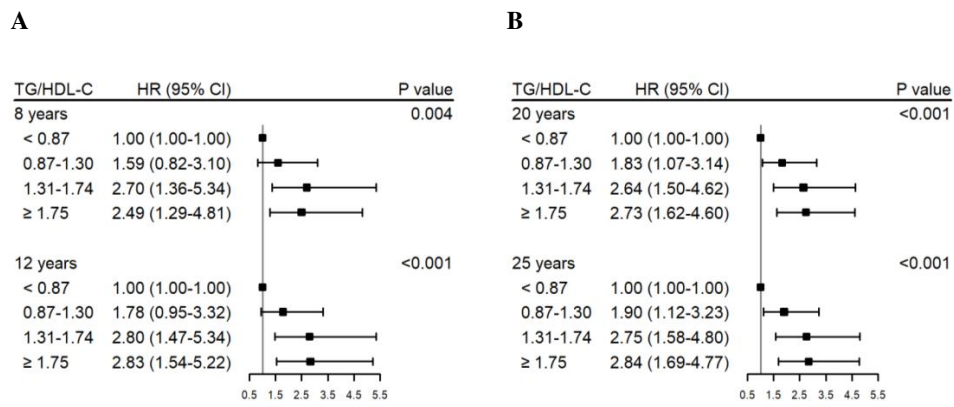 A
TG/HDL-C HR (95% CI) P value
8 years 0.004
< 0.87 1.00 (1.00-1.00)
0.87-1.30 1.59 (0.82-3.10)
1.31-1.74 2.70 (1.36-5.34)
≥ 1.75 2.49 (1.29-4.81)
12 years <0.001
< 0.87 1.00 (1.00-1.00)
0.87-1.30 1.78 (0.95-3.32)
1.31-1.74 2.80 (1.47-5.34)
≥ 1.75 2.83 (1.54-5.22)
0.5 1.5 2.5 3.5 4.5 5.5
B
TG/HDL-C HR (95% CI) P value
20 years <0.001
< 0.87 1.00 (1.00-1.00)
0.87-1.30 1.83 (1.07-3.14)
1.31-1.74 2.64 (1.50-4.62)
≥ 1.75 2.73 (1.62-4.60)
25 years <0.001
< 0.87 1.00 (1.00-1.00)
0.87-1.30 1.90 (1.12-3.23)
1.31-1.74 2.75 (1.58-4.80)
≥ 1.75 2.84 (1.69-4.77)
0.5 1.5 2.5 3.5 4.5 5.5